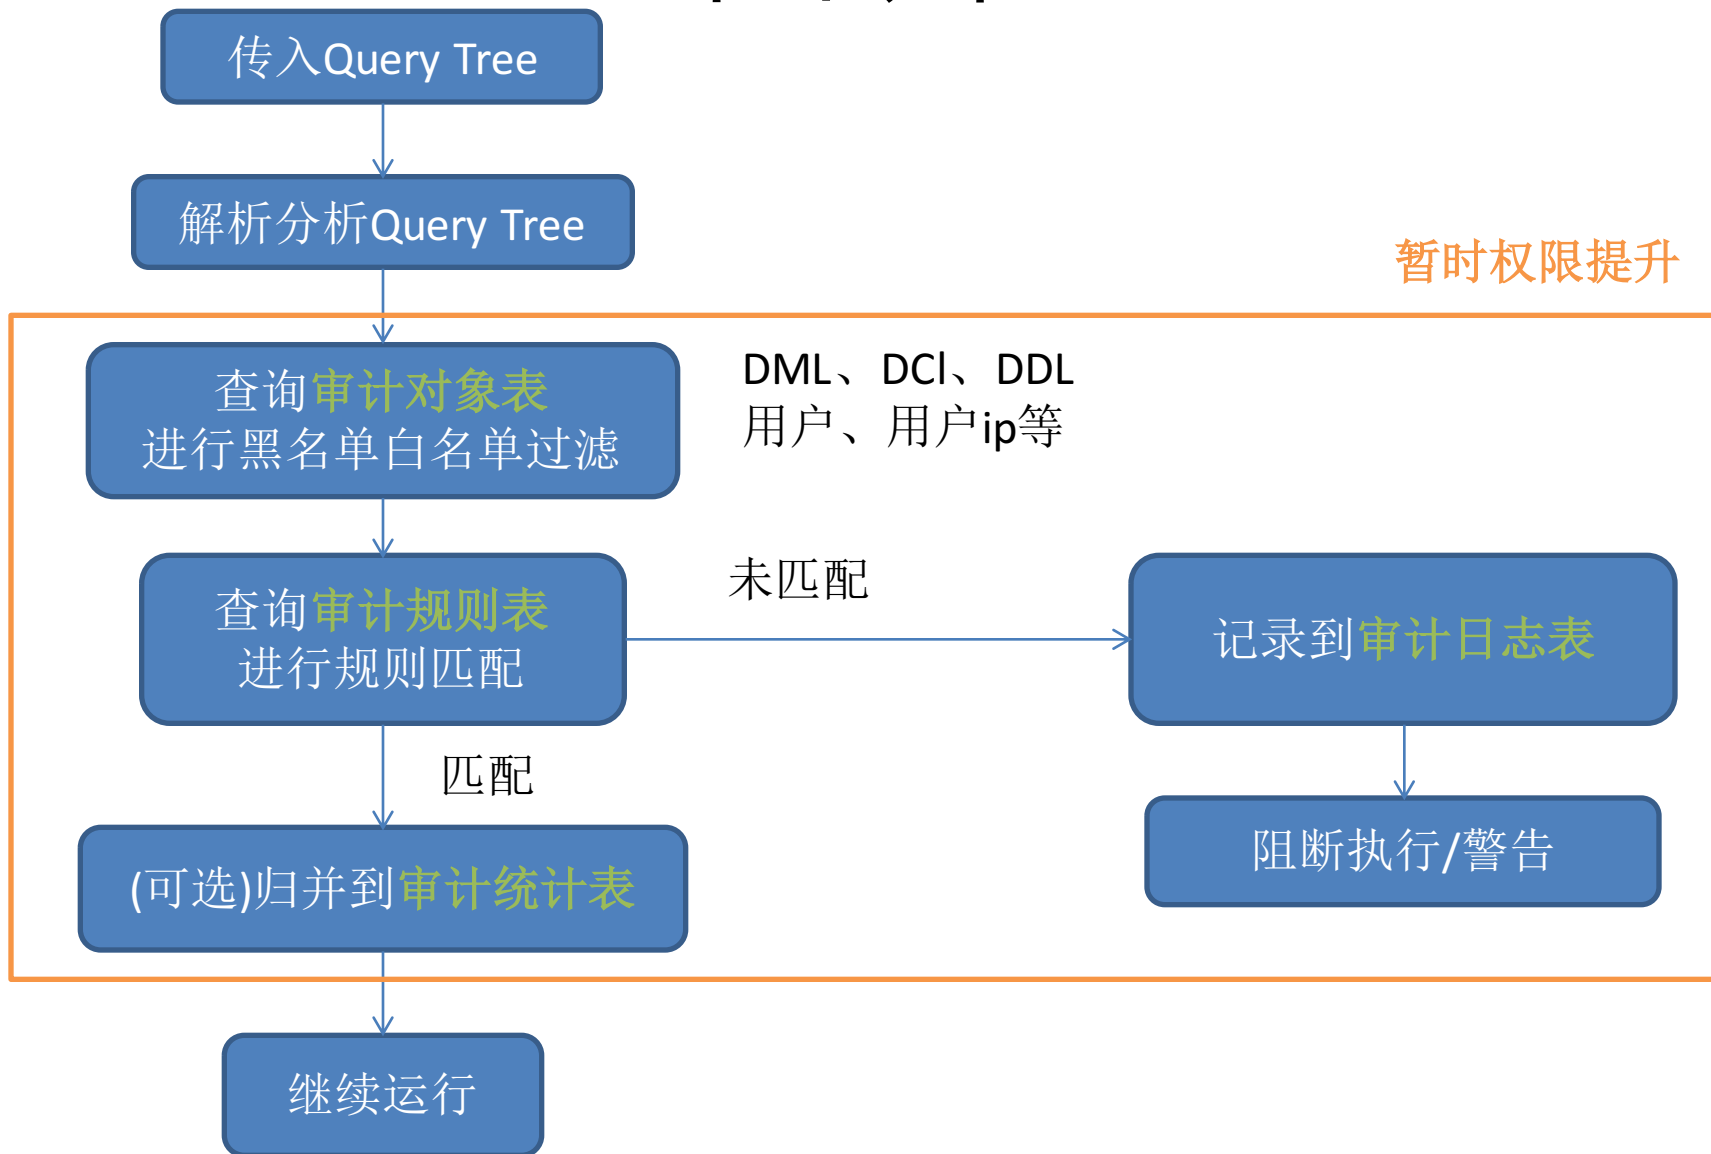 传入Query Tree
解析分析Query Tree
暂时权限提升
查询审计对象表
进行黑名单白名单过滤
DML、DCl、DDL
用户、用户ip等
查询审计规则表
进行规则匹配
未匹配
记录到审计日志表
匹配
阻断执行/警告
(可选)归并到审计统计表
继续运行